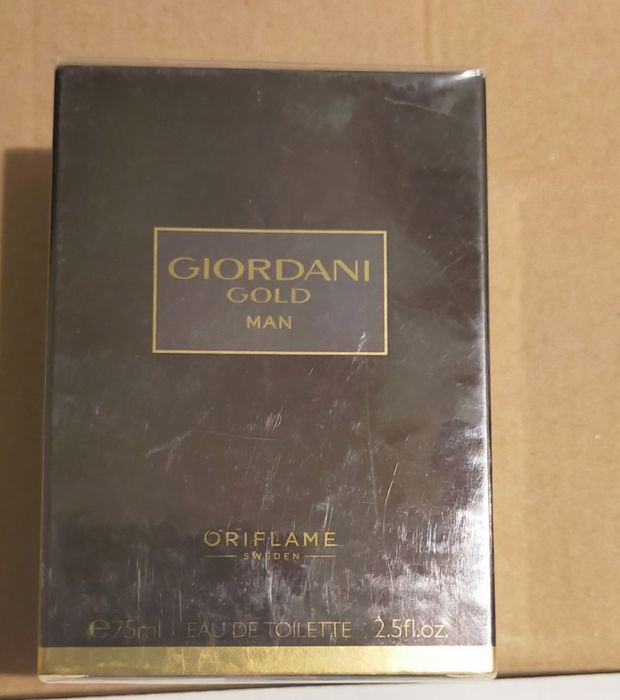 GIORDANI
GOLD
MAN
ORIFLAME
SWEDEN
℮75ml EAU DE TOILETTE 2.5fl.oz.